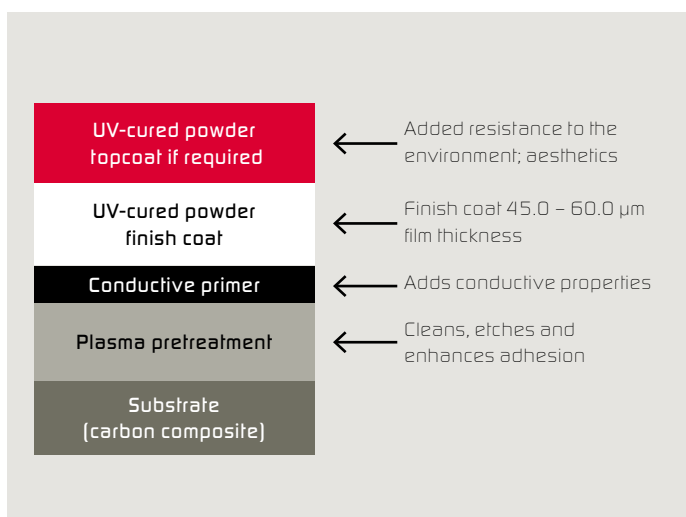 UV-cured powder
topcoat if required
Added resistance to the
environment; aesthetics
UV-cured powder
finish coat
Finish coat 45.0 – 60.0 µm
film thickness
Conductive primer
Adds conductive properties
Plasma pretreatment
Cleans, etches and
enhances adhesion
Substrate
(carbon composite)